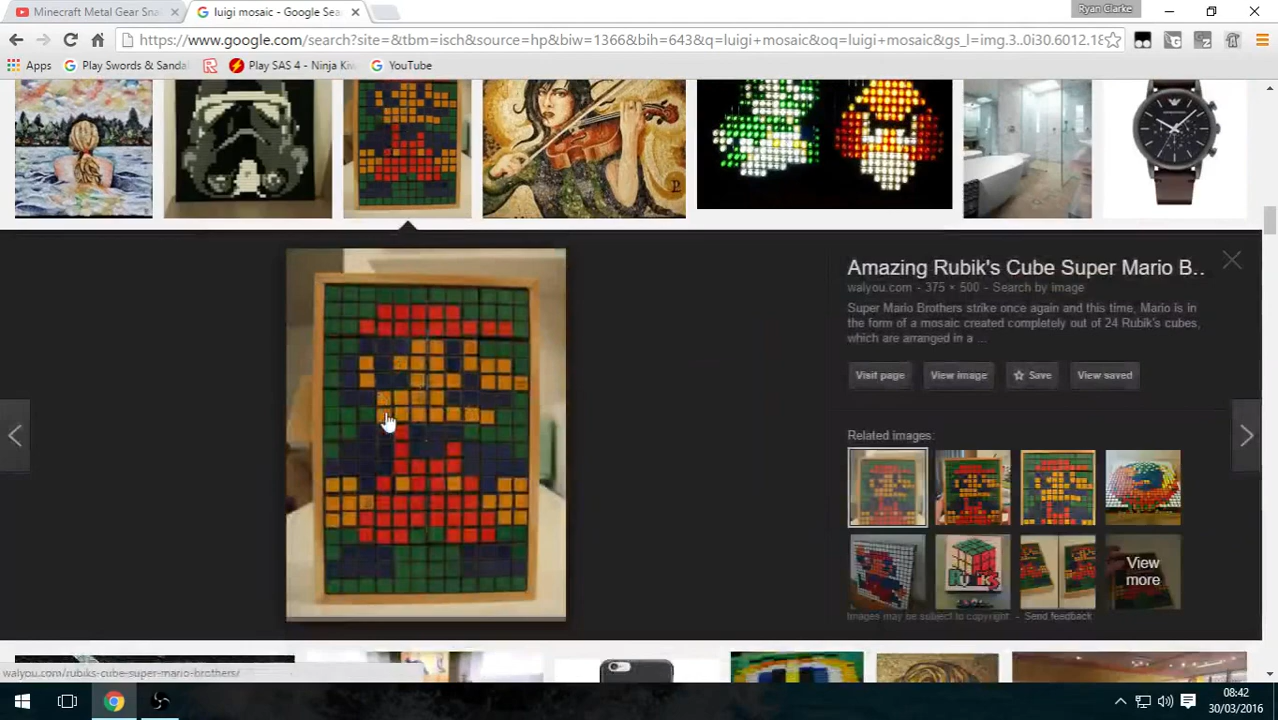 Minecraft Metal Gear Sna
luigi mosaic - Google Sea
Ryan Clarke
https://www.google.com/search?site=&tbm=isch&source=hp&biw=1366&bih=643&q=luigi+mosaic&oq=luigi+mosaic&gs_l=img.3..0i30.6012.18
Apps
Play Swords & Sanda
Play SAS 4 - Ninja Kiw
YouTube
Amazing Rubik's Cube Super Mario B..
walyou.com - 375 × 500 - Search by image
Super Mario Brothers strike once again and this time, Mario is in
the form of a mosaic created completely out of 24 Rubik's cubes,
which are arranged in a ...
Visit page
View image
Save
View saved
Related images:
RUBIKS
View
more
Images may be subject to copyright. - Send feedback
walyou.com/rubiks-cube-super-mario-brothers/
08:42
30/03/2016